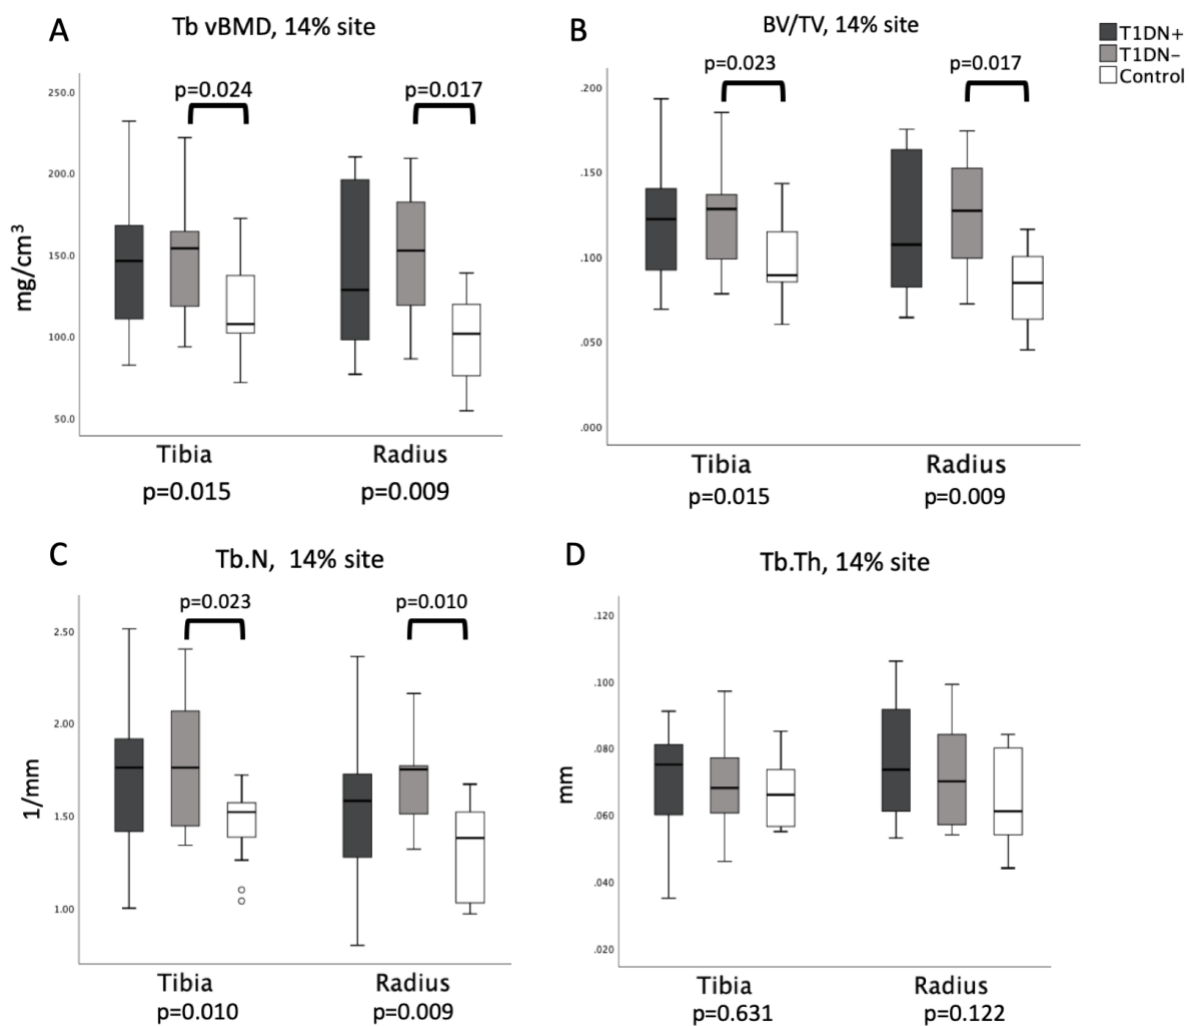 A
Tb vBMD, 14% site
p=0.024
p=0.017
250.0
200.0
150.0
100.0
50.0
mg/cm³
Tibia
Radius
p=0.015
p=0.009
B
BV/TV, 14% site
T1DN+
T1DN−
Control
p=0.023
p=0.017
.200
.150
.100
.050
.000
Tibia
Radius
p=0.015
p=0.009
C
Tb.N, 14% site
p=0.023
p=0.010
2.50
2.00
1.50
1.00
1/mm
Tibia
Radius
p=0.010
p=0.009
D
Tb.Th, 14% site
.120
.100
.080
.060
.040
.020
mm
Tibia
Radius
p=0.631
p=0.122